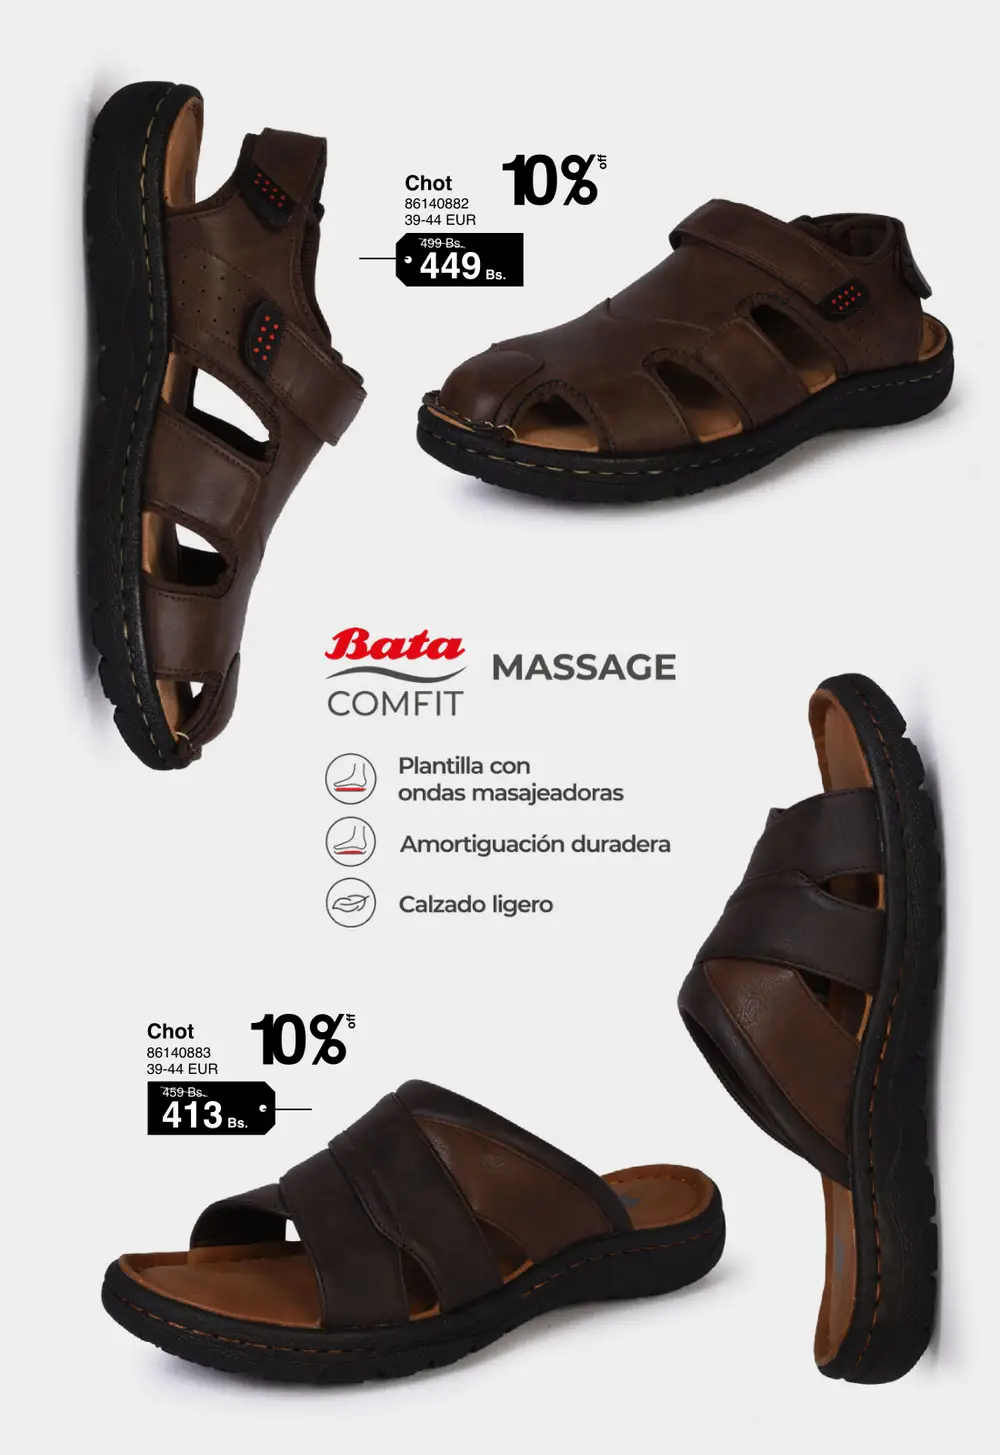 Chot
86140882
39-44 EUR
10% off
499 Bs.
449 Bs.
Bata
COMFIT
MASSAGE
Plantilla con
ondas masajeadoras
Amortiguación duradera
Calzado ligero
Chot
86140883
39-44 EUR
10% off
459 Bs.
413 Bs.